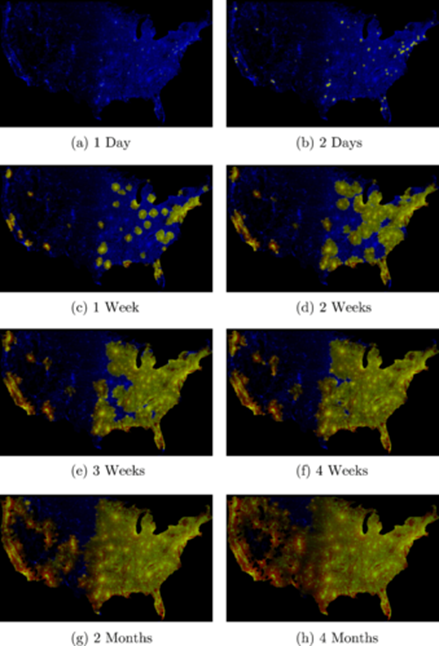 (a) 1 Day
(b) 2 Days
(c) 1 Week
(d) 2 Weeks
(e) 3 Weeks
(f) 4 Weeks
(g) 2 Months
(h) 4 Months